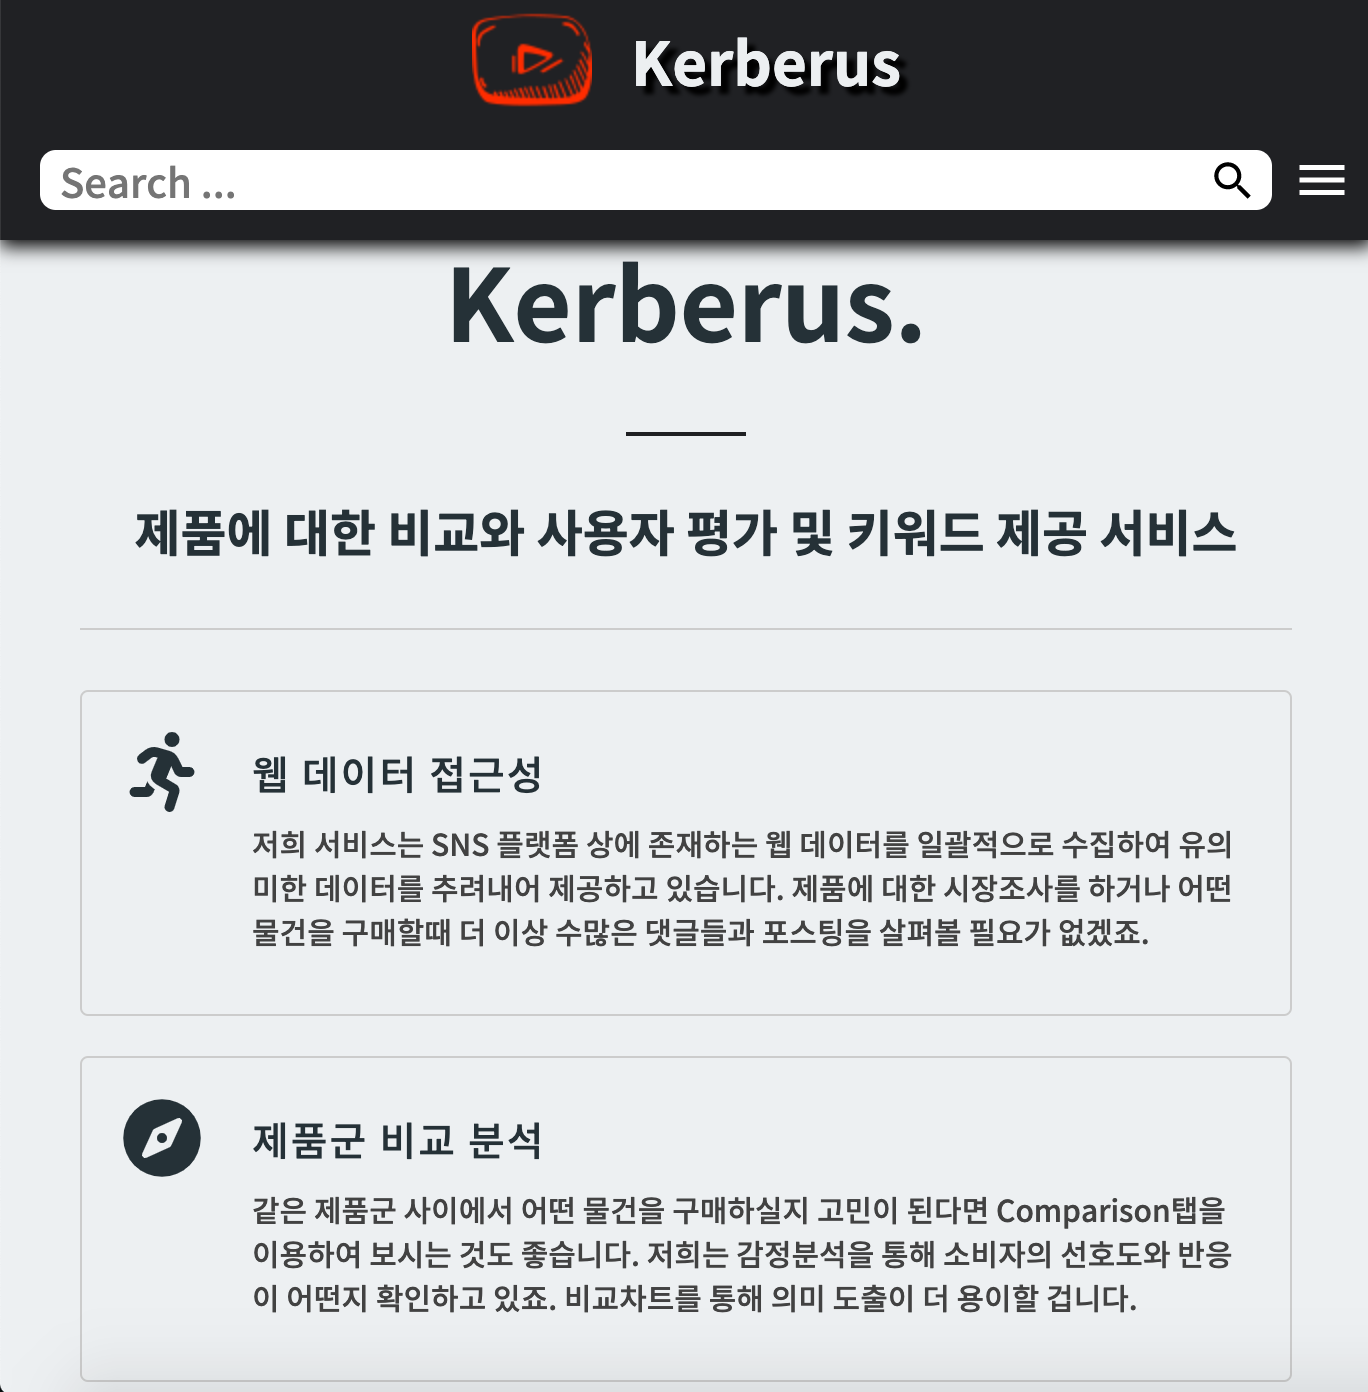 Kerberus
Search ...
Kerberus.
제품에 대한 비교와 사용자 평가 및 키워드 제공 서비스
웹 데이터 접근성
저희 서비스는 SNS 플랫폼 상에 존재하는 웹 데이터를 일괄적으로 수집하여 유의
미한 데이터를 추려내어 제공하고 있습니다. 제품에 대한 시장조사를 하거나 어떤
물건을 구매할때 더 이상 수많은 댓글들과 포스팅을 살펴볼 필요가 없겠죠.
제품군 비교 분석
같은 제품군 사이에서 어떤 물건을 구매하실지 고민이 된다면 Comparison탭을
이용하여 보시는 것도 좋습니다. 저희는 감정분석을 통해 소비자의 선호도와 반응
이 어떤지 확인하고 있죠. 비교차트를 통해 의미 도출이 더 용이할 겁니다.